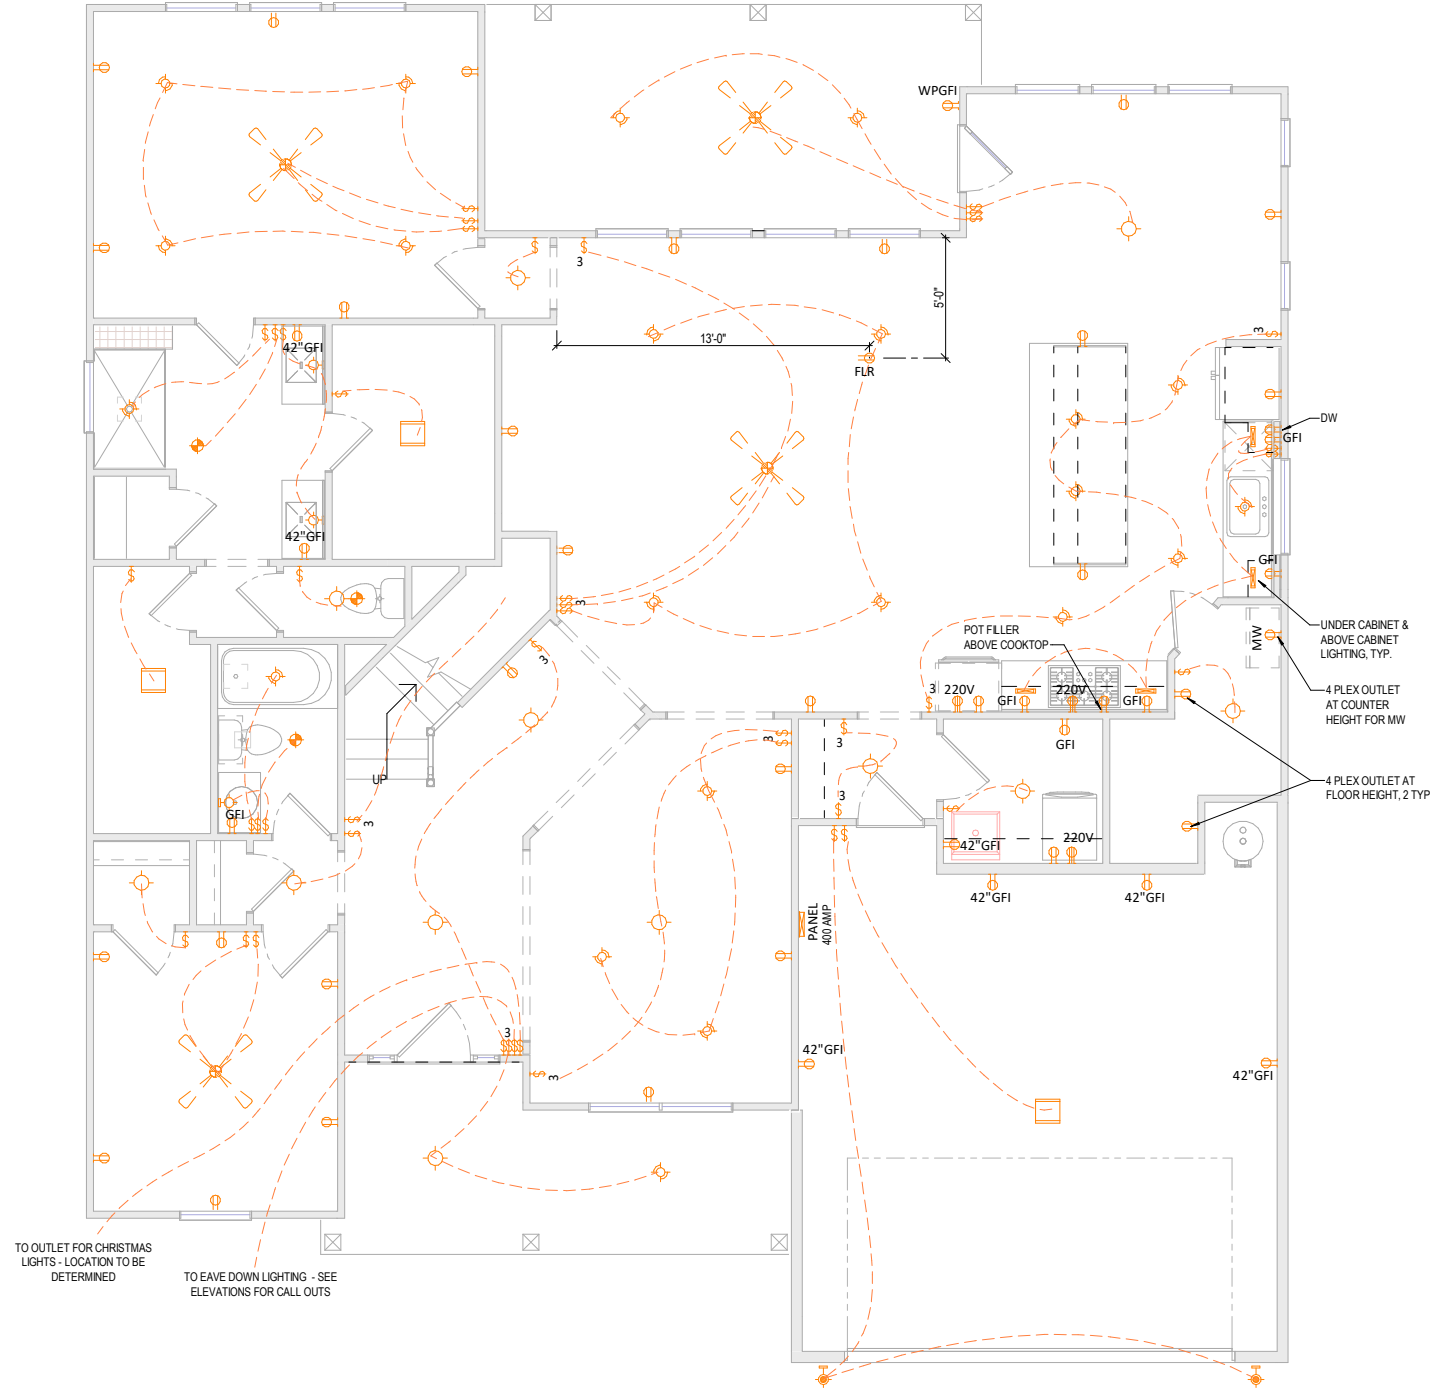 WPGFI
3
5'-0"
13'-0"
3
FLR
42"GFI
DW
GFI
42"GFI
GFI
3
UNDER CABINET &
ABOVE CABINET
LIGHTING, TYP.
POT FILLER
ABOVE COOKTOP
MW
3
4 PLEX OUTLET
AT COUNTER
HEIGHT FOR MW
3
220V
220V
GFI
GFI
UP
3
3
GFI
4 PLEX OUTLET AT
FLOOR HEIGHT, 2 TYP
3
GFI
3
220V
42"GFI
42"GFI
42"GFI
PANEL
400 AMP
3
42"GFI
3
42"GFI
TO OUTLET FOR CHRISTMAS
LIGHTS - LOCATION TO BE
DETERMINED
TO EAVE DOWN LIGHTING - SEE
ELEVATIONS FOR CALL OUTS